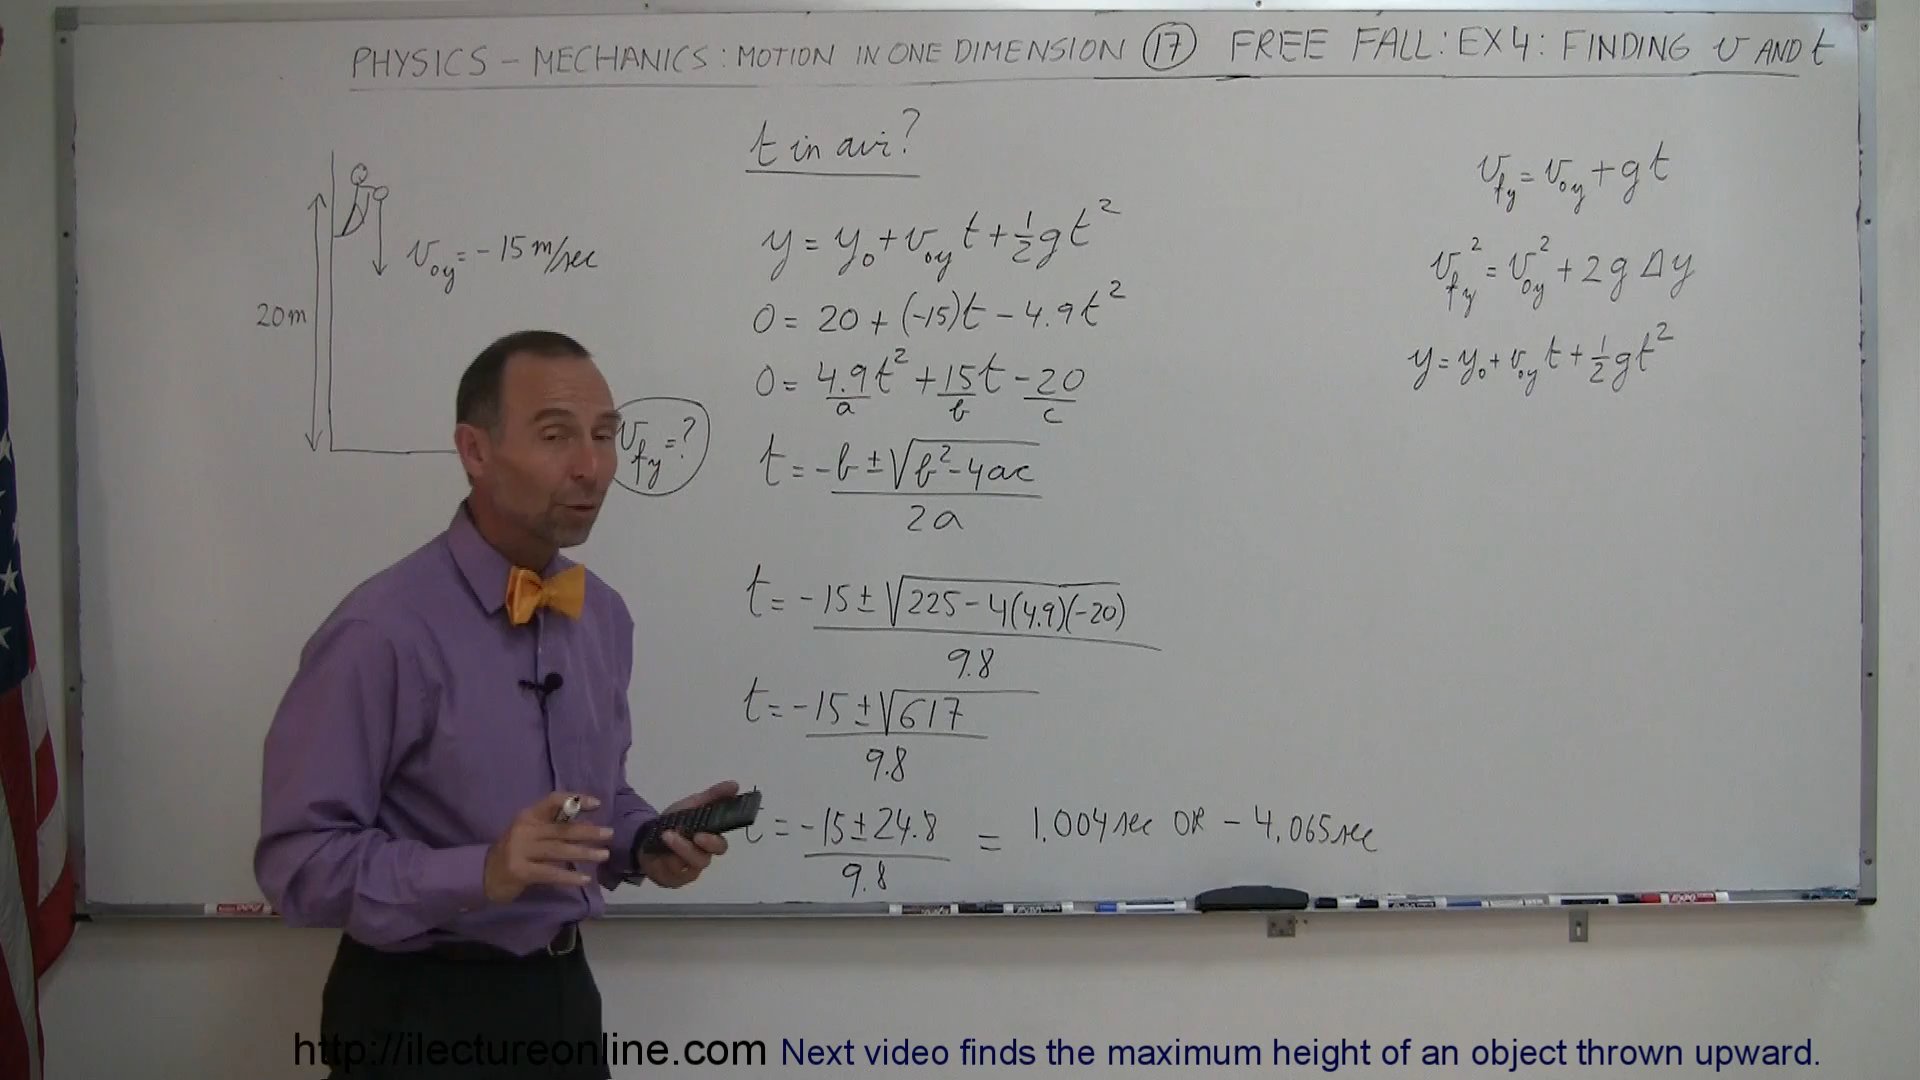 PHYSICS – MECHANICS: MOTION IN ONE DIMENSION 17 FREE FALL: EX 4: FINDING v AND t
20m
v₀y = -15 m/sec
vfy = ?
t in air?
y = y₀ + v₀y t + ½gt²
0 = 20 + (-15)t - 4.9t²
0 = 4.9t² + 15t - 20
a b c
t = -b ± √b²-4ac
2a
t = -15 ± √225 - 4(4.9)(-20)
9.8
t = -15 ± √617
9.8
t = -15 ± 24.8 = 1.004 sec OR - 4.065 sec
9.8
vfy = v₀y + gt
vfy² = v₀y² + 2g Δy
y = y₀ + v₀y t + ½gt²
http://ilectureonline.com Next video finds the maximum height of an object thrown upward.